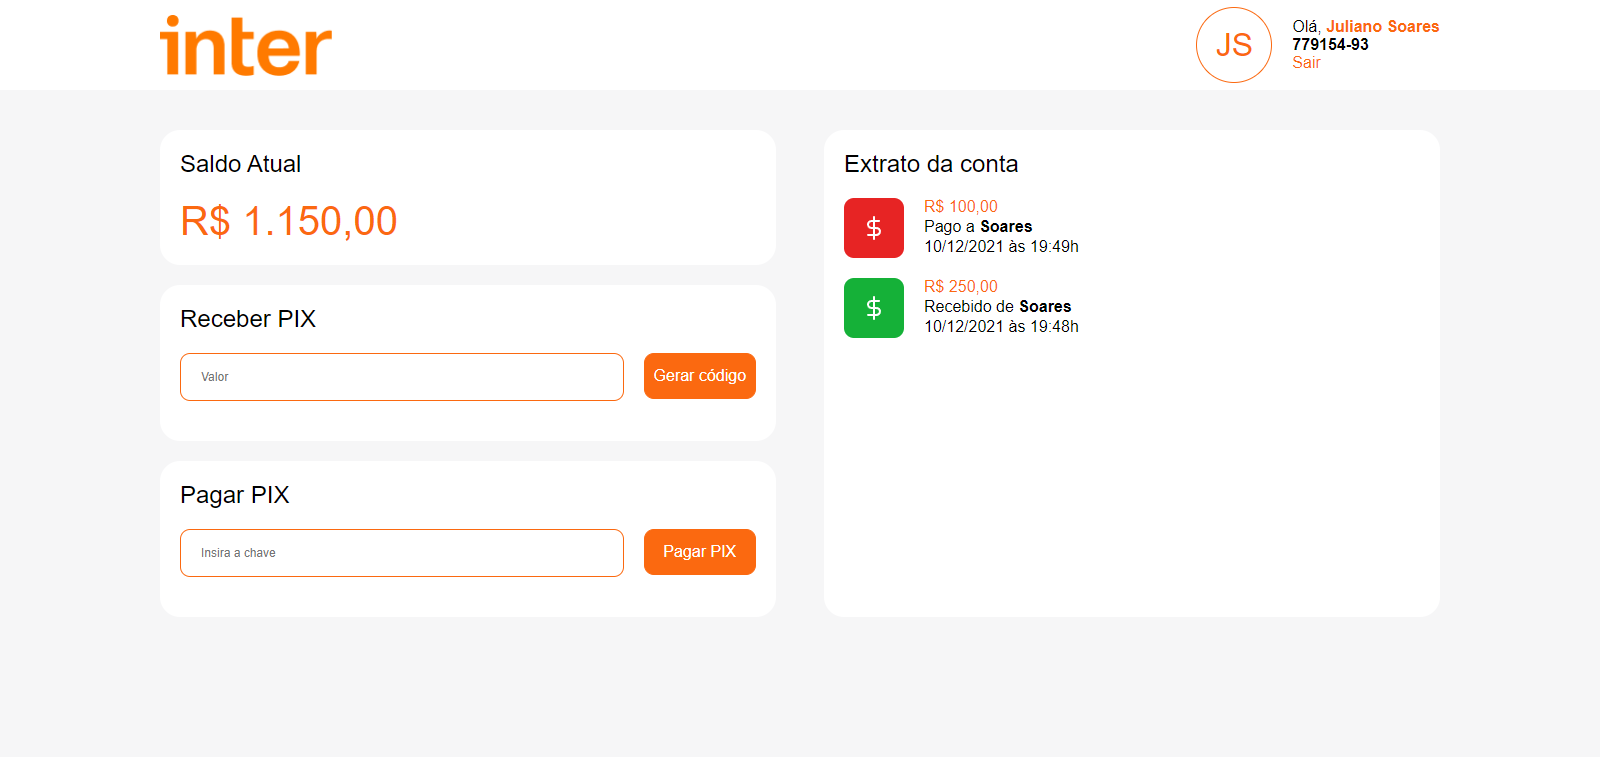 inter
JS
Olá, Juliano Soares
779154-93
Sair
Saldo Atual
R$ 1.150,00
Receber PIX
Valor
Gerar código
Pagar PIX
Insira a chave
Pagar PIX
Extrato da conta
$
R$ 100,00
Pago a Soares
10/12/2021 às 19:49h
$
R$ 250,00
Recebido de Soares
10/12/2021 às 19:48h